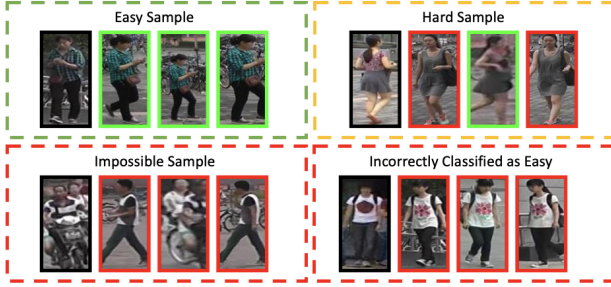 Easy Sample
Hard Sample
Impossible Sample
Incorrectly Classified as Easy